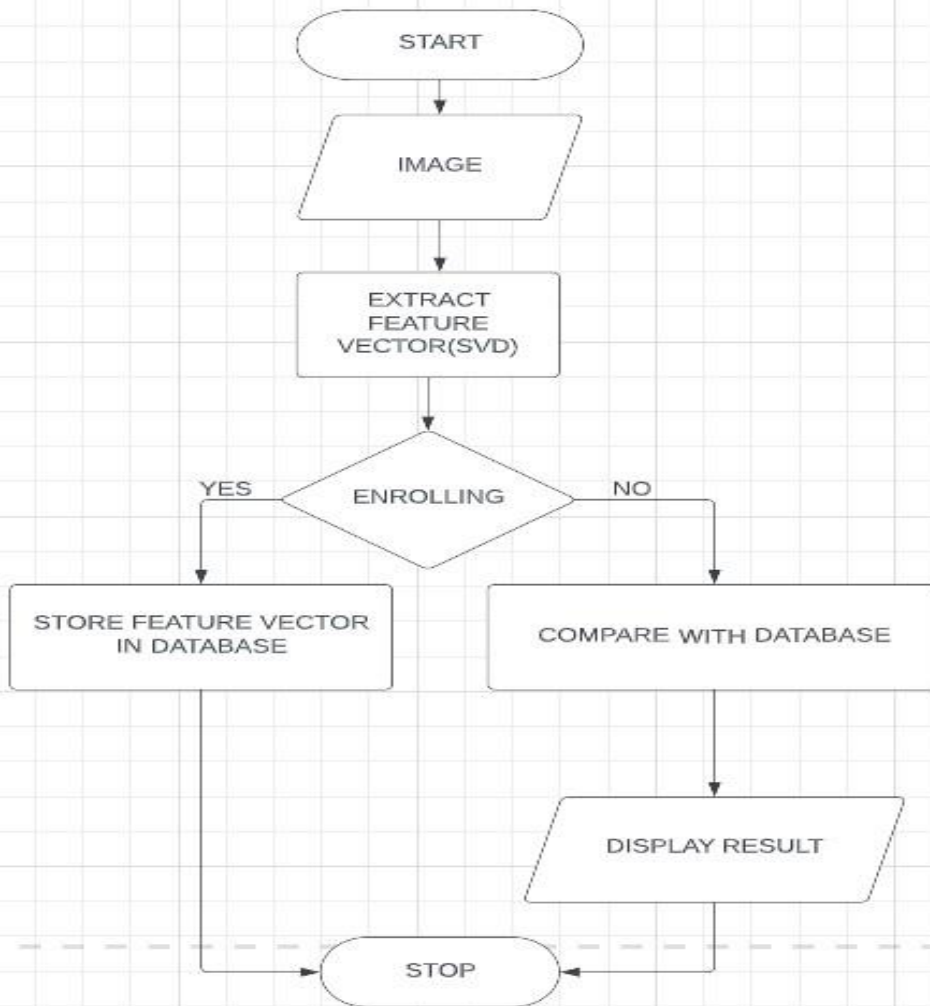 START
IMAGE
EXTRACT
FEATURE
VECTOR(SVD)
ENROLLING
YES
NO
STORE FEATURE VECTOR
IN DATABASE
COMPARE WITH DATABASE
DISPLAY RESULT
STOP